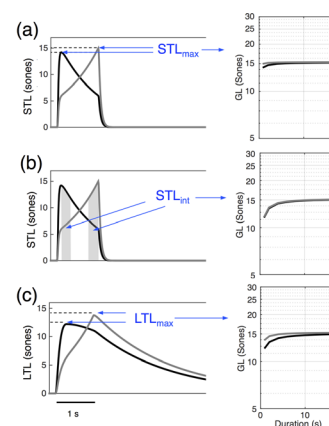 (a)
15
10
5
0
STL (sones)
STLmax
30
25
20
15
10
5
GL (Sones)
(b)
15
10
5
0
STL (sones)
STLint
30
25
20
15
10
5
GL (Sones)
(c)
15
10
5
0
LTL (sones)
LTLmax
1 s
30
25
20
15
10
5
GL (Sones)
0
10
Duration (s)